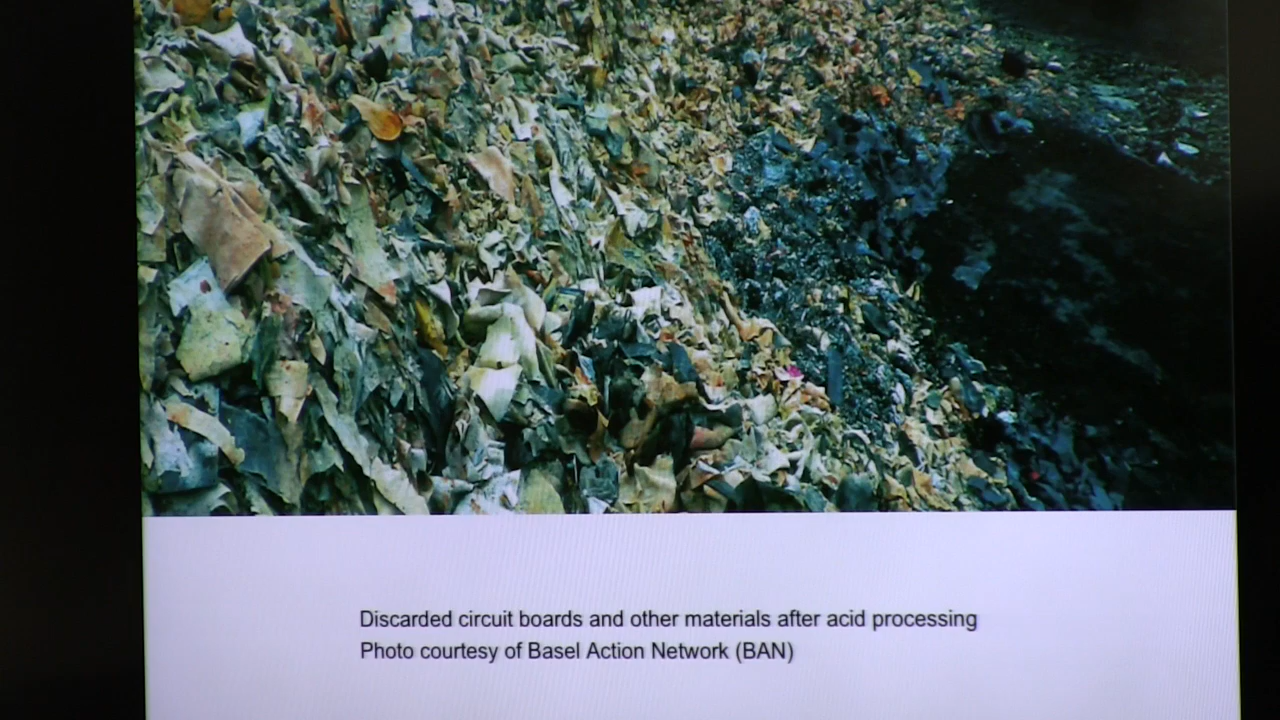 Discarded circuit boards and other materials after acid processing
Photo courtesy of Basel Action Network (BAN)